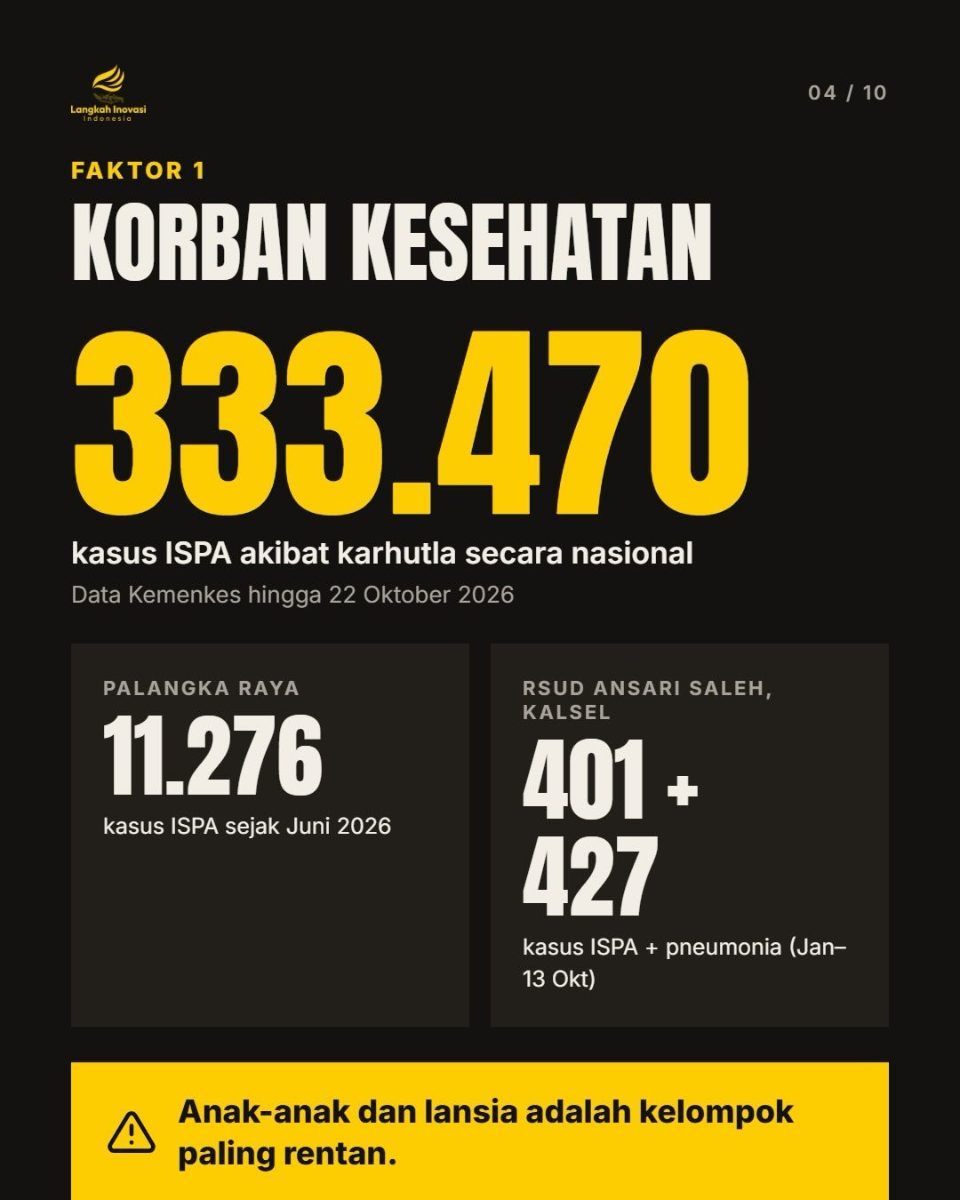 Langkah Inovasi
Indonesia
04 / 10
FAKTOR 1
KORBAN KESEHATAN
333.470
kasus ISPA akibat karhutla secara nasional
Data Kemenkes hingga 22 Oktober 2026
PALANGKA RAYA
11.276
kasus ISPA sejak Juni 2026
RSUD ANSARI SALEH,
KALSEL
401 +
427
kasus ISPA + pneumonia (Jan–
13 Okt)
Anak-anak dan lansia adalah kelompok
paling rentan.